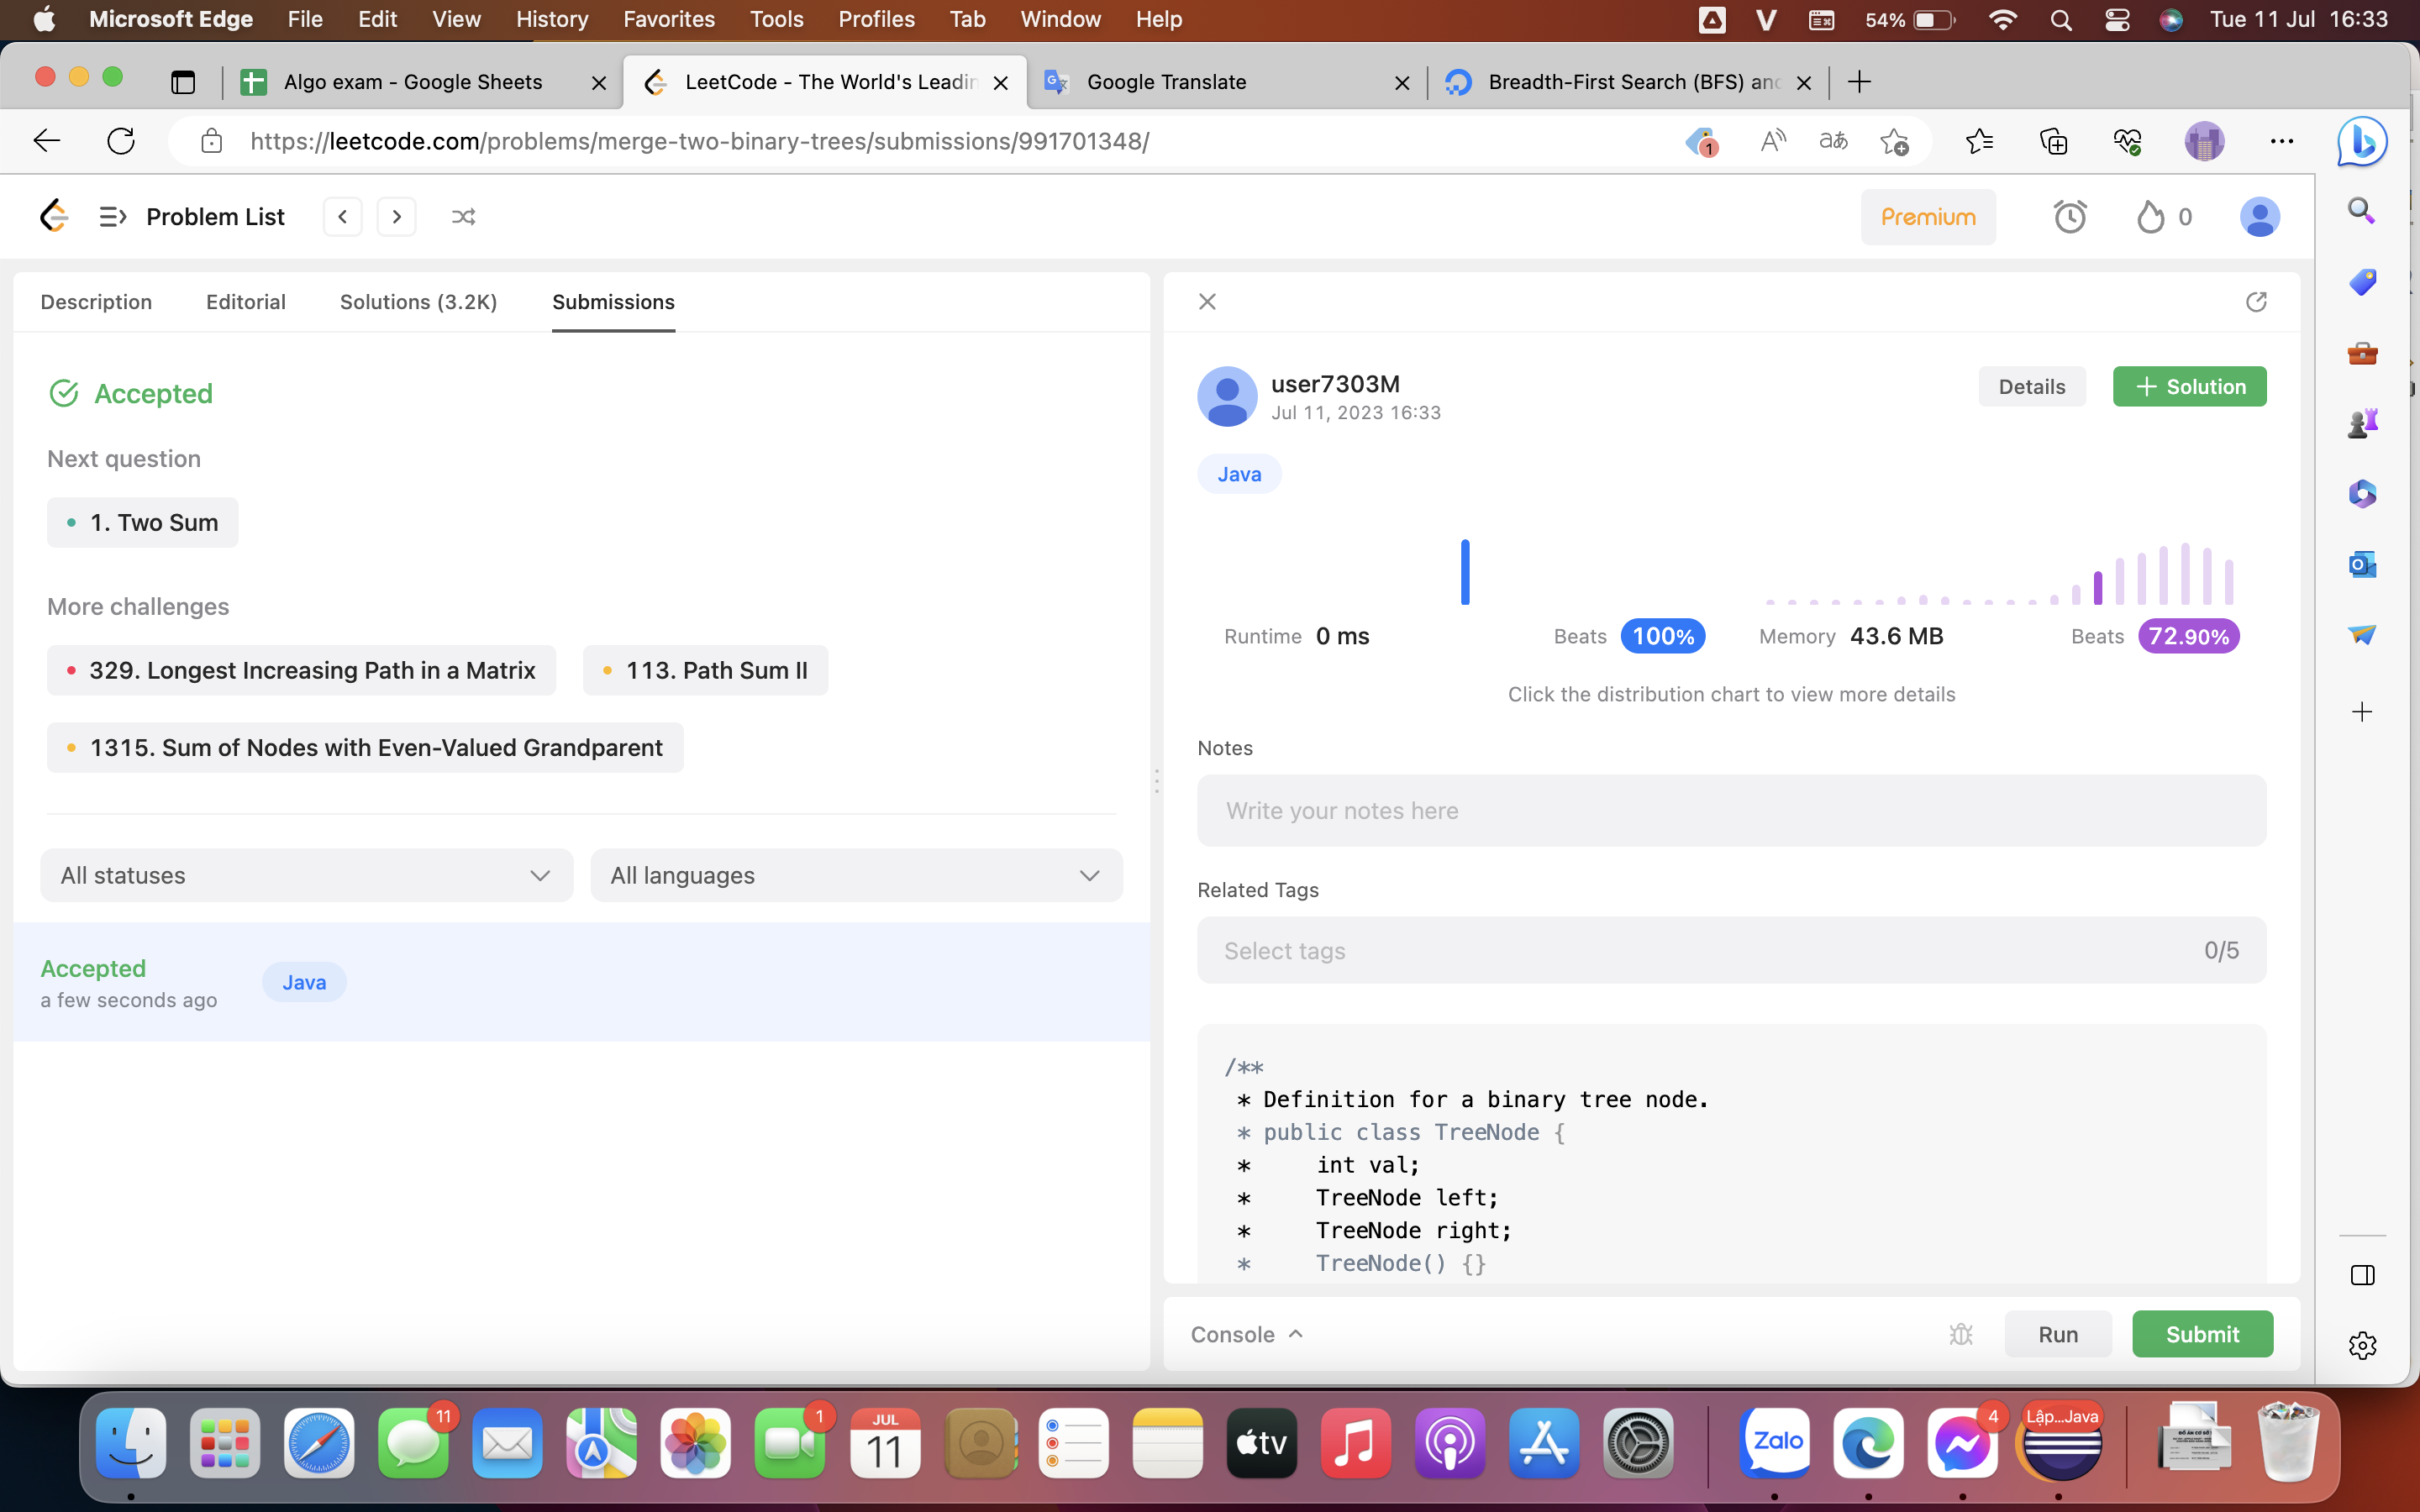 Microsoft Edge File Edit View History Favorites Tools Profiles Tab Window Help 54% Tue 11 Jul 16:33
Algo exam - Google Sheets LeetCode - The World's Leadin Google Translate Breadth-First Search (BFS) and
https://leetcode.com/problems/merge-two-binary-trees/submissions/991701348/ 1
Problem List Premium 0
Description Editorial Solutions (3.2K) Submissions
Accepted
Next question
1. Two Sum
More challenges
329. Longest Increasing Path in a Matrix 113. Path Sum II
1315. Sum of Nodes with Even-Valued Grandparent
All statuses All languages
Accepted
a few seconds ago
Java
user7303M
Jul 11, 2023 16:33
Details + Solution
Java
Runtime 0 ms Beats 100% Memory 43.6 MB Beats 72.90%
Click the distribution chart to view more details
Notes
Write your notes here
Related Tags
Select tags 0/5
/**
* Definition for a binary tree node.
* public class TreeNode {
* int val;
* TreeNode left;
* TreeNode right;
* TreeNode() {}
Console Run Submit
11 1 JUL 11 tv Zalo 4 Lập...Java